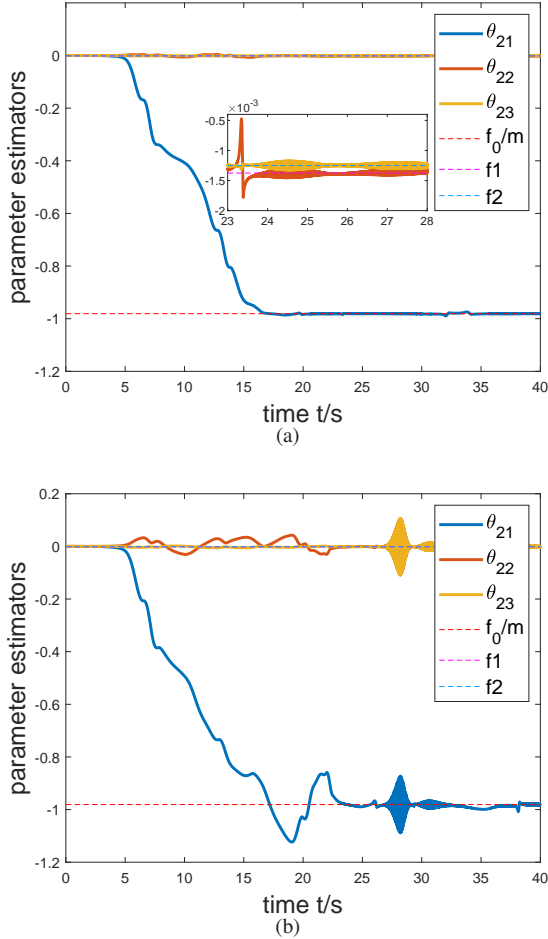 0
-0.2
-0.4
-0.6
-0.8
-1
-1.2
0 5 10 15 20 25 30 35 40
parameter estimators
time t/s
θ21
θ22
θ23
f0/m
f1
f2
×10-3
-0.5
-1
-1.5
-2
23 24 25 26 27 28
(a)
0.2
0
-0.2
-0.4
-0.6
-0.8
-1
-1.2
0 5 10 15 20 25 30 35 40
parameter estimators
time t/s
θ21
θ22
θ23
f0/m
f1
f2
(b)